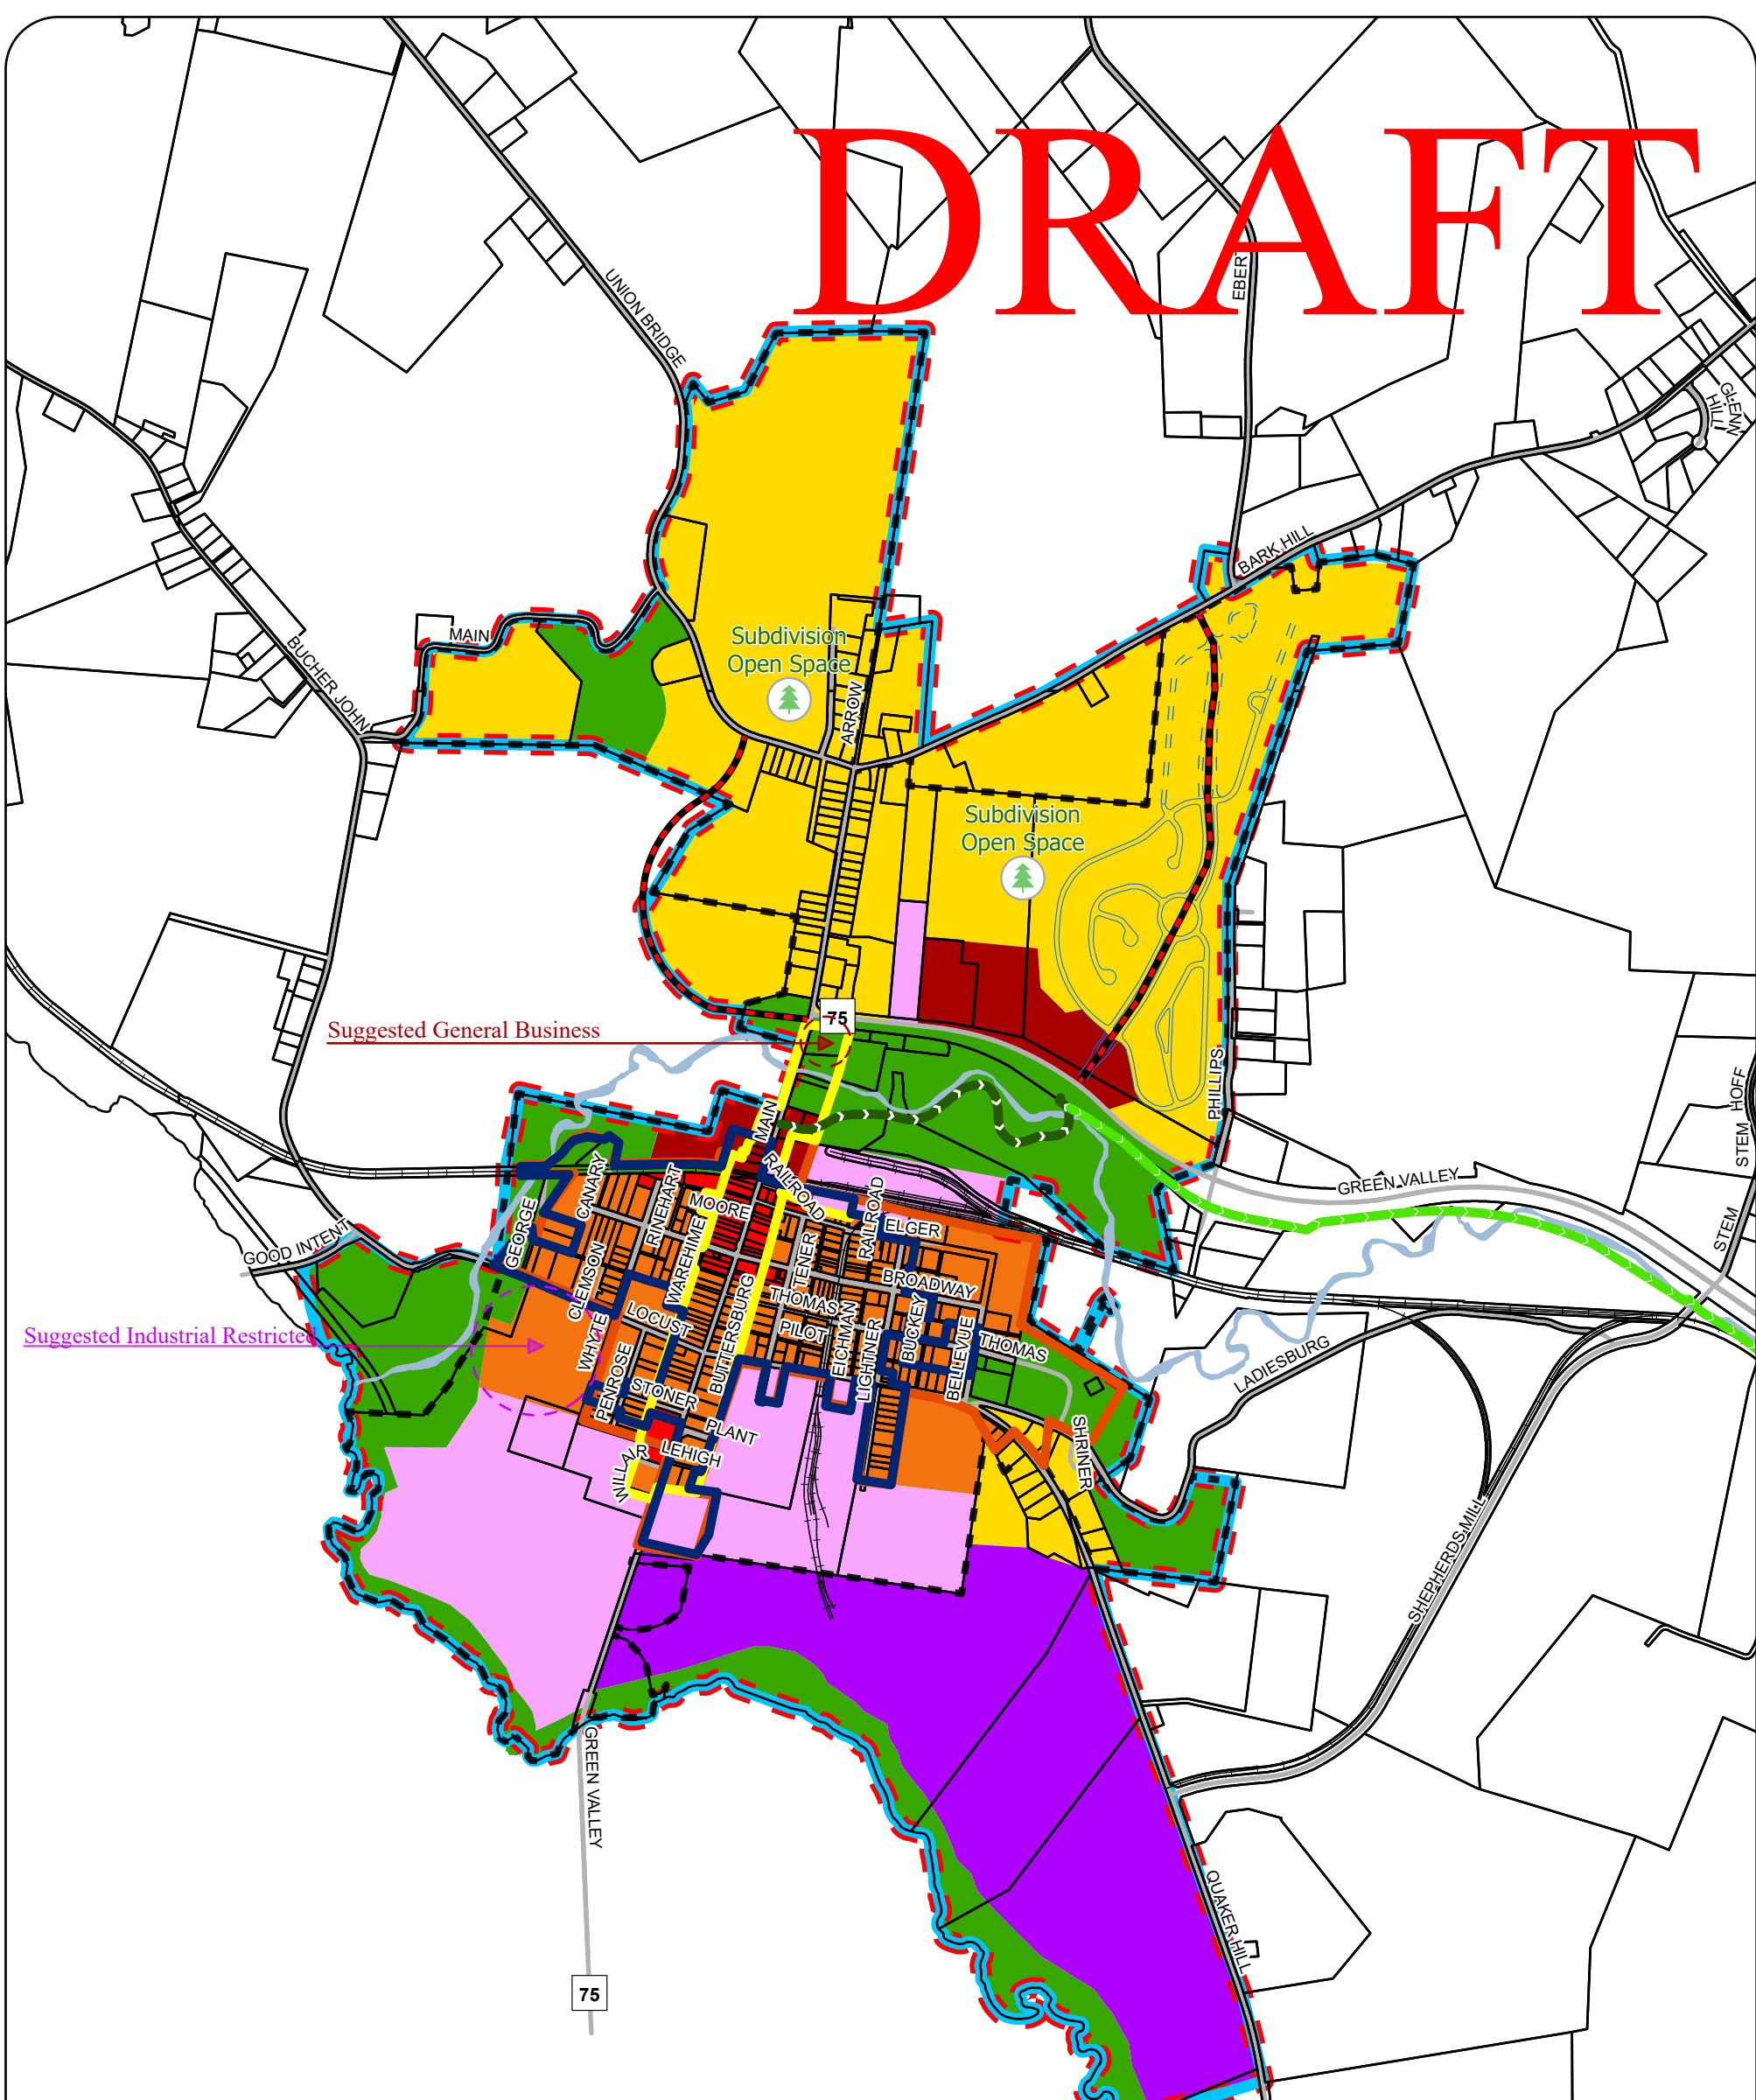 DRAFT
UNION BRIDGE
EBERT
GLENN
HILL
BARK HILL
MAIN
BUCHER JOHN
Subdivision
Open Space
ARROW
Subdivision
Open Space
75
Suggested General Business
PHILLIPS
STEM HOFF
MAIN
RAILROAD
CANARY
RINEHART
MOORE
GEORGE
RAILROAD
ELGER
GREEN VALLEY
STEM
GOOD INTENT
WAREHIME
CLEMSON
TENER
BROADWAY
THOMAS
LOCUST
BUTTERSBURG
PILOT
EICHMAN
BUCKEY
THOMAS
Suggested Industrial Restricted
WHYTE
LIGHTNER
BELLEVUE
LADIESBURG
PENROSE
STONER
PLANT
LEHIGH
WILLAIR
SHRINER
SHEPHERDS MILL
GREEN VALLEY
QUAKER HILL
75